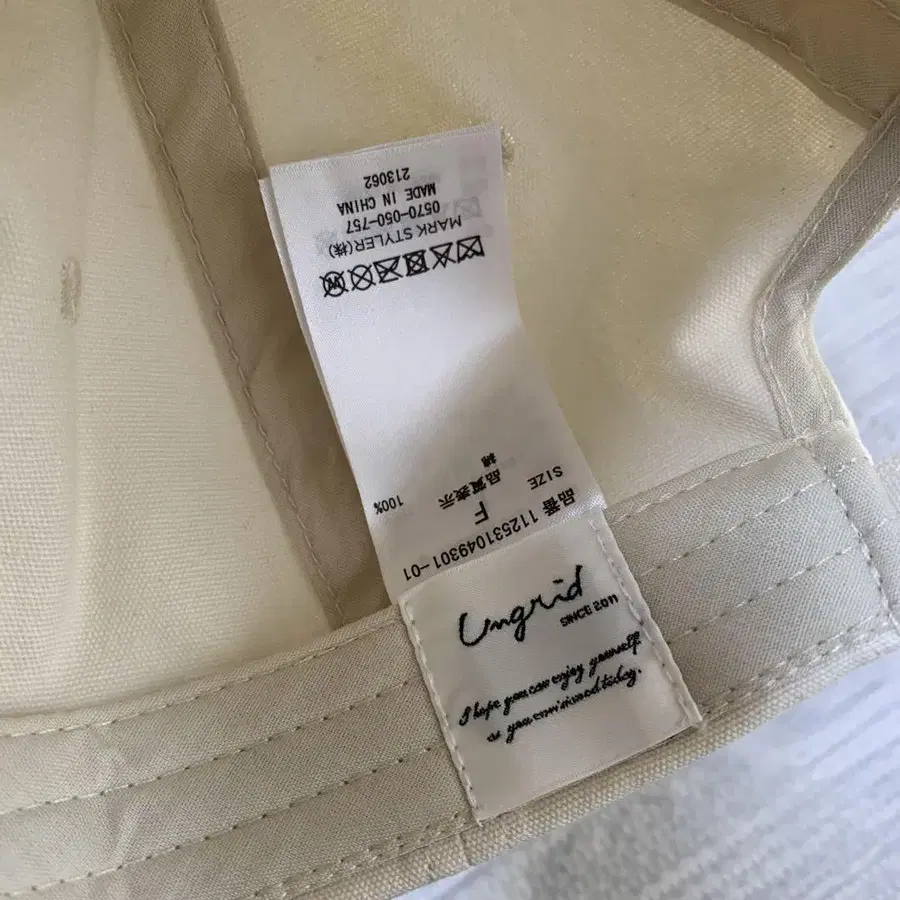 Ungrid
SINCE 2011
I hope you can enjoy yourself.
as you envisioned today.
品番 112531049301-01
SIZE F
品質表示
綿 100%
MARK STYLER(株)
0570-050-757
MADE IN CHINA
213062